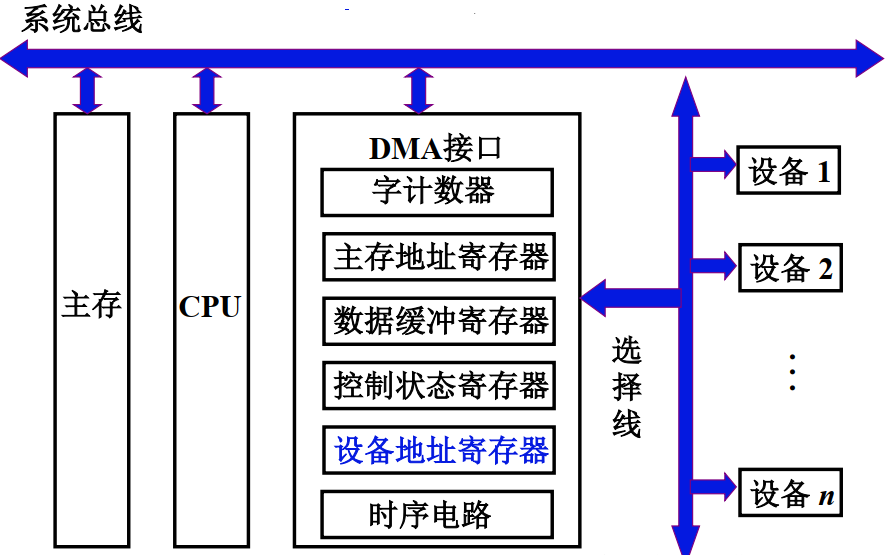 系统总线
DMA接口
字计数器
主存地址寄存器
数据缓冲寄存器
控制状态寄存器
设备地址寄存器
时序电路
主存
CPU
选择线
设备 1
设备 2
⋮
设备 n